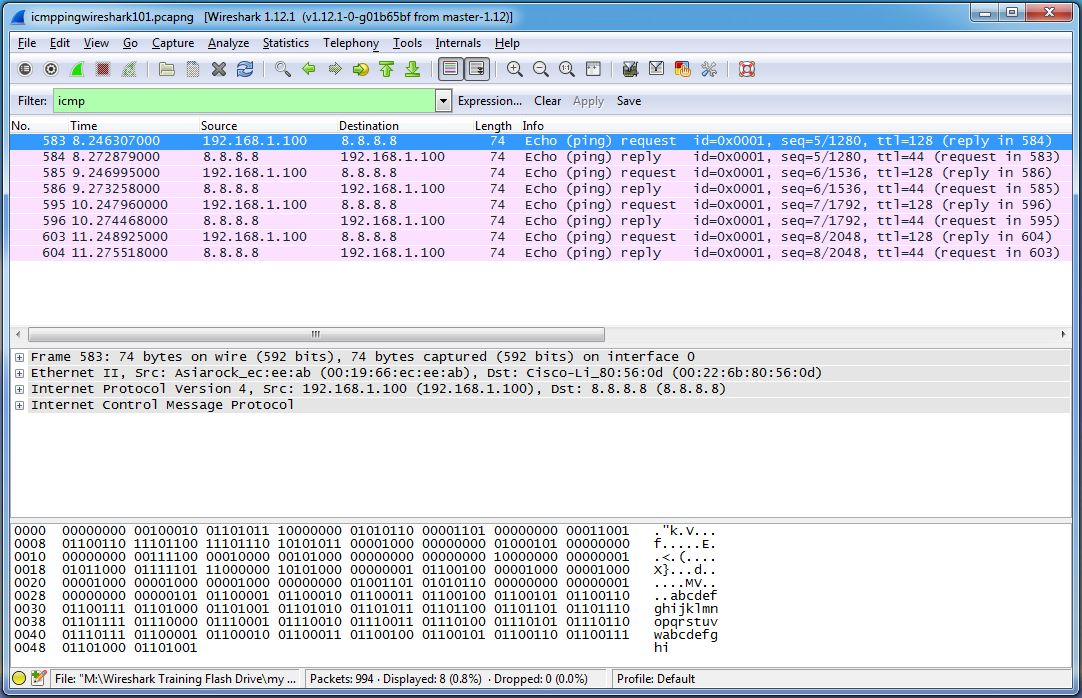 icmppingwireshark101.pcapng [Wireshark 1.12.1 (v1.12.1-0-g01b65bf from master-1.12)]
File Edit View Go Capture Analyze Statistics Telephony Tools Internals Help
Filter: icmp Expression... Clear Apply Save
No. Time Source Destination Length Info
583 8.246307000 192.168.1.100 8.8.8.8 74 Echo (ping) request id=0x0001, seq=5/1280, ttl=128 (reply in 584)
584 8.272879000 8.8.8.8 192.168.1.100 74 Echo (ping) reply id=0x0001, seq=5/1280, ttl=44 (request in 583)
585 9.246995000 192.168.1.100 8.8.8.8 74 Echo (ping) request id=0x0001, seq=6/1536, ttl=128 (reply in 586)
586 9.273258000 8.8.8.8 192.168.1.100 74 Echo (ping) reply id=0x0001, seq=6/1536, ttl=44 (request in 585)
595 10.247960000 192.168.1.100 8.8.8.8 74 Echo (ping) request id=0x0001, seq=7/1792, ttl=128 (reply in 596)
596 10.274468000 8.8.8.8 192.168.1.100 74 Echo (ping) reply id=0x0001, seq=7/1792, ttl=44 (request in 595)
603 11.248925000 192.168.1.100 8.8.8.8 74 Echo (ping) request id=0x0001, seq=8/2048, ttl=128 (reply in 604)
604 11.275518000 8.8.8.8 192.168.1.100 74 Echo (ping) reply id=0x0001, seq=8/2048, ttl=44 (request in 603)
Frame 583: 74 bytes on wire (592 bits), 74 bytes captured (592 bits) on interface 0
Ethernet II, Src: Asiarock_ec:ee:ab (00:19:66:ec:ee:ab), Dst: Cisco-Li_80:56:0d (00:22:6b:80:56:0d)
Internet Protocol Version 4, Src: 192.168.1.100 (192.168.1.100), Dst: 8.8.8.8 (8.8.8.8)
Internet Control Message Protocol
0000 00000000 00100010 01101011 10000000 01010110 00001101 00000000 00011001 ."k.V...
0008 01100110 11101100 11101110 10101011 00001000 00000000 01000101 00000000 f.....E.
0010 00000000 00111100 00010000 00101000 00000000 00000000 10000000 00000001 .<.(....
0018 01011000 01111101 11000000 10101000 00000001 01100100 00001000 00001000 X}...d..
0020 00001000 00001000 00001000 00000000 01001101 01010110 00000000 00000001 ....MV..
0028 00000000 00000101 01100001 01100010 01100011 01100100 01100101 01100110 ..abcdef
0030 01100111 01101000 01101001 01101010 01101011 01101100 01101101 01101110 ghijklmn
0038 01101111 01110000 01110001 01110010 01110011 01110100 01110101 01110110 opqrstuv
0040 01110111 01100001 01100010 01100011 01100100 01100101 01100110 01100111 wabcdefg
0048 01101000 01101001 hi
File: "M:\Wireshark Training Flash Drive\my ... Packets: 994 · Displayed: 8 (0.8%) · Dropped: 0 (0.0%) Profile: Default